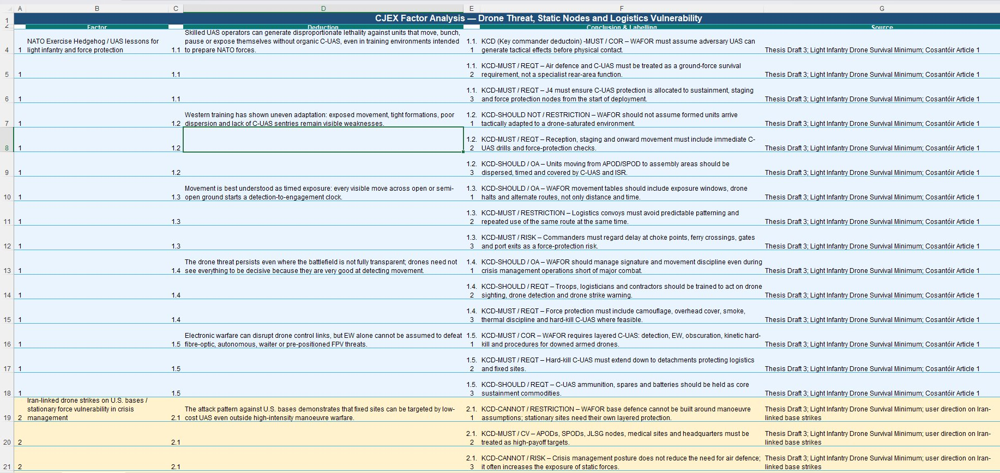 A B C D E F G
1 CJEX Factor Analysis — Drone Threat, Static Nodes and Logistics Vulnerability
2 Factor Deduction Conclusion & Labelling Source
Skilled UAS operators can generate disproportionate lethality against units that move, bunch,
NATO Exercise Hedgehog / UAS lessons for pause or expose themselves without organic C-UAS, even in training environments intended 1.1. KCD (Key commander deductoin) -MUST / COR – WAFOR must assume adversary UAS can
4 1 light infantry and force protection 1.1 to prepare NATO forces. 1 generate tactical effects before physical contact. Thesis Draft 3; Light Infantry Drone Survival Minimum; Cosantóir Article 1
1.1. KCD-MUST / REQT – Air defence and C-UAS must be treated as a ground-force survival
5 1 1.1 2 requirement, not a specialist rear-area function. Thesis Draft 3; Light Infantry Drone Survival Minimum; Cosantóir Article 1
1.1. KCD-MUST / REQT – J4 must ensure C-UAS protection is allocated to sustainment, staging
6 1 1.1 3 and force protection nodes from the start of deployment. Thesis Draft 3; Light Infantry Drone Survival Minimum; Cosantóir Article 1
Western training has shown uneven adaptation: exposed movement, tight formations, poor 1.2. KCD-SHOULD NOT / RESTRICTION – WAFOR should not assume formed units arrive
7 1 1.2 dispersion and lack of C-UAS sentries remain visible weaknesses. 1 tactically adapted to a drone-saturated environment. Thesis Draft 3; Light Infantry Drone Survival Minimum; Cosantóir Article 1
1.2. KCD-MUST / REQT – Reception, staging and onward movement must include immediate C-
8 1 1.2 2 UAS drills and force-protection checks. Thesis Draft 3; Light Infantry Drone Survival Minimum; Cosantóir Article 1
1.2. KCD-SHOULD / OA – Units moving from APOD/SPOD to assembly areas should be
9 1 1.2 3 dispersed, timed and covered by C-UAS and ISR. Thesis Draft 3; Light Infantry Drone Survival Minimum; Cosantóir Article 1
Movement is best understood as timed exposure: every visible move across open or semi- 1.3. KCD-SHOULD / OA – WAFOR movement tables should include exposure windows, drone
10 1 1.3 open ground starts a detection-to-engagement clock. 1 halts and alternate routes, not only distance and time. Thesis Draft 3; Light Infantry Drone Survival Minimum; Cosantóir Article 1
1.3. KCD-MUST / RESTRICTION – Logistics convoys must avoid predictable patterning and
11 1 1.3 2 repeated use of the same route at the same time. Thesis Draft 3; Light Infantry Drone Survival Minimum; Cosantóir Article 1
1.3. KCD-MUST / RISK – Commanders must regard delay at choke points, ferry crossings, gates
12 1 1.3 3 and port exits as a force-protection risk. Thesis Draft 3; Light Infantry Drone Survival Minimum; Cosantóir Article 1
The drone threat persists even where the battlefield is not fully transparent; drones need not 1.4. KCD-SHOULD / OA – WAFOR should manage signature and movement discipline even during
13 1 1.4 see everything to be decisive because they are very good at detecting movement. 1 crisis management operations short of major combat. Thesis Draft 3; Light Infantry Drone Survival Minimum; Cosantóir Article 1
1.4. KCD-SHOULD / REQT – Troops, logisticians and contractors should be trained to act on drone
14 1 1.4 2 sighting, drone detection and drone strike warning. Thesis Draft 3; Light Infantry Drone Survival Minimum; Cosantóir Article 1
1.4. KCD-MUST / REQT – Force protection must include camouflage, overhead cover, smoke,
15 1 1.4 3 thermal discipline and hard-kill C-UAS where feasible. Thesis Draft 3; Light Infantry Drone Survival Minimum; Cosantóir Article 1
Electronic warfare can disrupt drone control links, but EW alone cannot be assumed to defeat 1.5. KCD-MUST / COR – WAFOR requires layered C-UAS: detection, EW, obscuration, kinetic hard-
16 1 1.5 fibre-optic, autonomous, waiter or pre-positioned FPV threats. 1 kill and procedures for downed armed drones. Thesis Draft 3; Light Infantry Drone Survival Minimum; Cosantóir Article 1
1.5. KCD-MUST / REQT – Hard-kill C-UAS must extend down to detachments protecting logistics
17 1 1.5 2 and fixed sites. Thesis Draft 3; Light Infantry Drone Survival Minimum; Cosantóir Article 1
1.5. KCD-SHOULD / REQT – C-UAS ammunition, spares and batteries should be held as core
18 1 1.5 3 sustainment commodities. Thesis Draft 3; Light Infantry Drone Survival Minimum; Cosantóir Article 1
Iran-linked drone strikes on U.S. bases /
stationary force vulnerability in crisis The attack pattern against U.S. bases demonstrates that fixed sites can be targeted by low- 2.1. KCD-CANNOT / RESTRICTION – WAFOR base defence cannot be built around manoeuvre Thesis Draft 3; Light Infantry Drone Survival Minimum; user direction on Iran-
19 2 management 2.1 cost UAS even outside high-intensity manoeuvre warfare. 1 assumptions; stationary sites need their own layered protection. linked base strikes
2.1. KCD-MUST / CV – APODs, SPODs, JLSG nodes, medical sites and headquarters must be Thesis Draft 3; Light Infantry Drone Survival Minimum; user direction on Iran-
20 2 2.1 2 treated as high-payoff targets. linked base strikes
2.1. KCD-CANNOT / RISK – Crisis management posture does not reduce the need for air defence; Thesis Draft 3; Light Infantry Drone Survival Minimum; user direction on Iran-
21 2 2.1 3 it often increases the exposure of static forces. linked base strikes